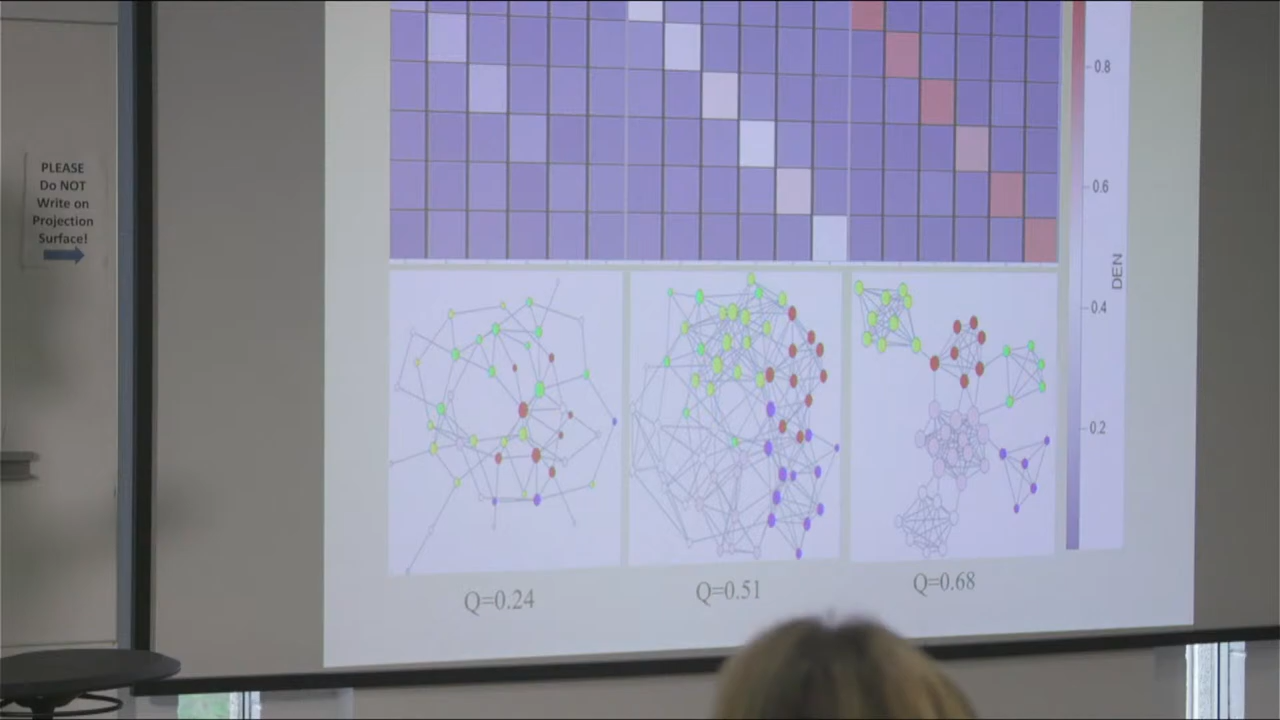 PLEASE
Do NOT
Write on
Projection
Surface!
0.8
0.6
DEN
0.4
0.2
Q=0.24
Q=0.51
Q=0.68